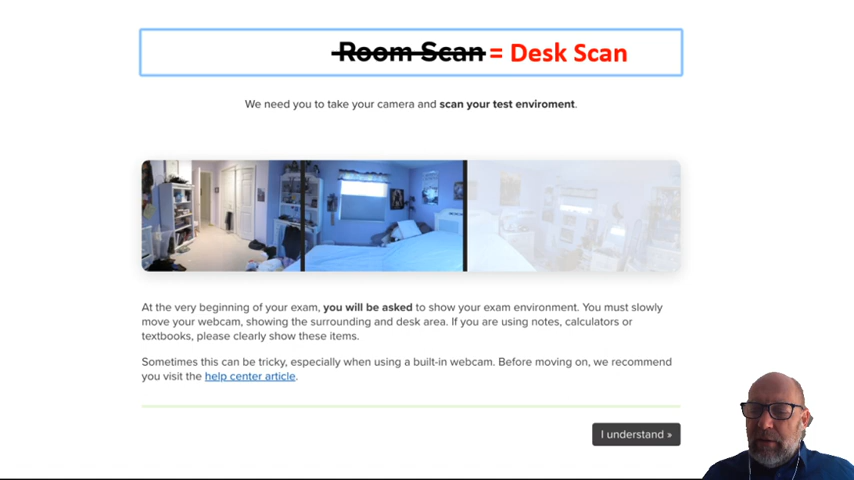 Room Scan = Desk Scan
We need you to take your camera and scan your test enviroment.
At the very beginning of your exam, you will be asked to show your exam environment. You must slowly
move your webcam, showing the surrounding and desk area. If you are using notes, calculators or
textbooks, please clearly show these items.
Sometimes this can be tricky, especially when using a built-in webcam. Before moving on, we recommend
you visit the help center article.
I understand »